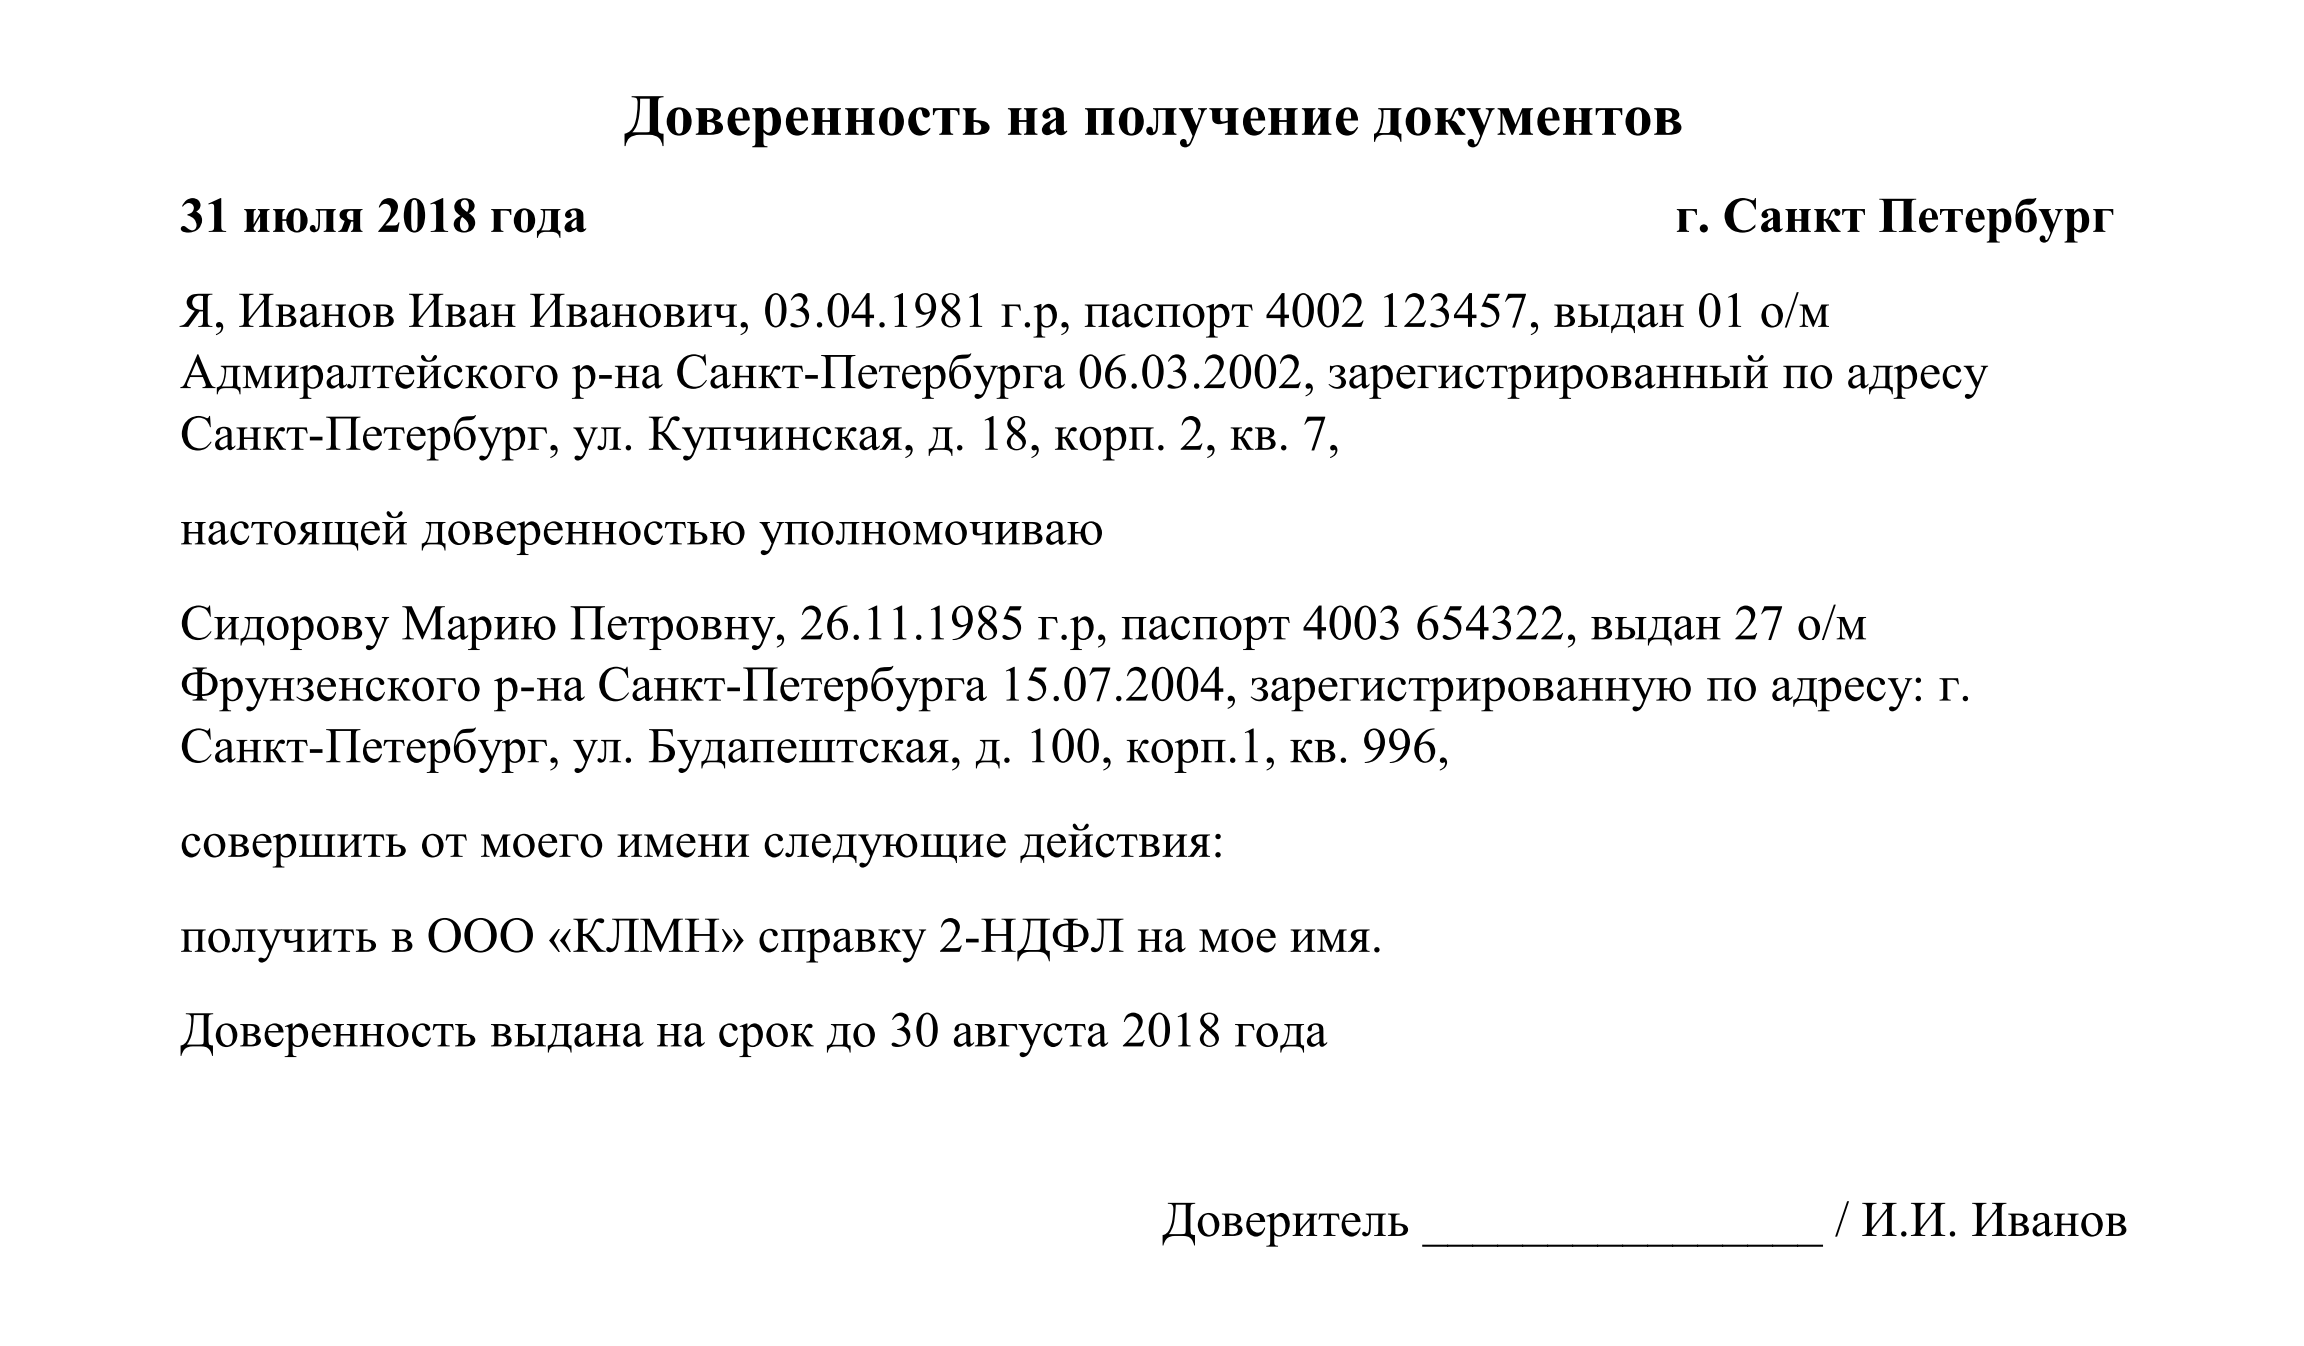 Доверенность на получение документов
31 июля 2018 года г. Санкт Петербург
Я, Иванов Иван Иванович, 03.04.1981 г.р, паспорт 4002 123457, выдан 01 о/м
Адмиралтейского р-на Санкт-Петербурга 06.03.2002, зарегистрированный по адресу
Санкт-Петербург, ул. Купчинская, д. 18, корп. 2, кв. 7,
настоящей доверенностью уполномочиваю
Сидорову Марию Петровну, 26.11.1985 г.р, паспорт 4003 654322, выдан 27 о/м
Фрунзенского р-на Санкт-Петербурга 15.07.2004, зарегистрированную по адресу: г.
Санкт-Петербург, ул. Будапештская, д. 100, корп.1, кв. 996,
совершить от моего имени следующие действия:
получить в ООО «КЛМН» справку 2-НДФЛ на мое имя.
Доверенность выдана на срок до 30 августа 2018 года
Доверитель ________________ / И.И. Иванов